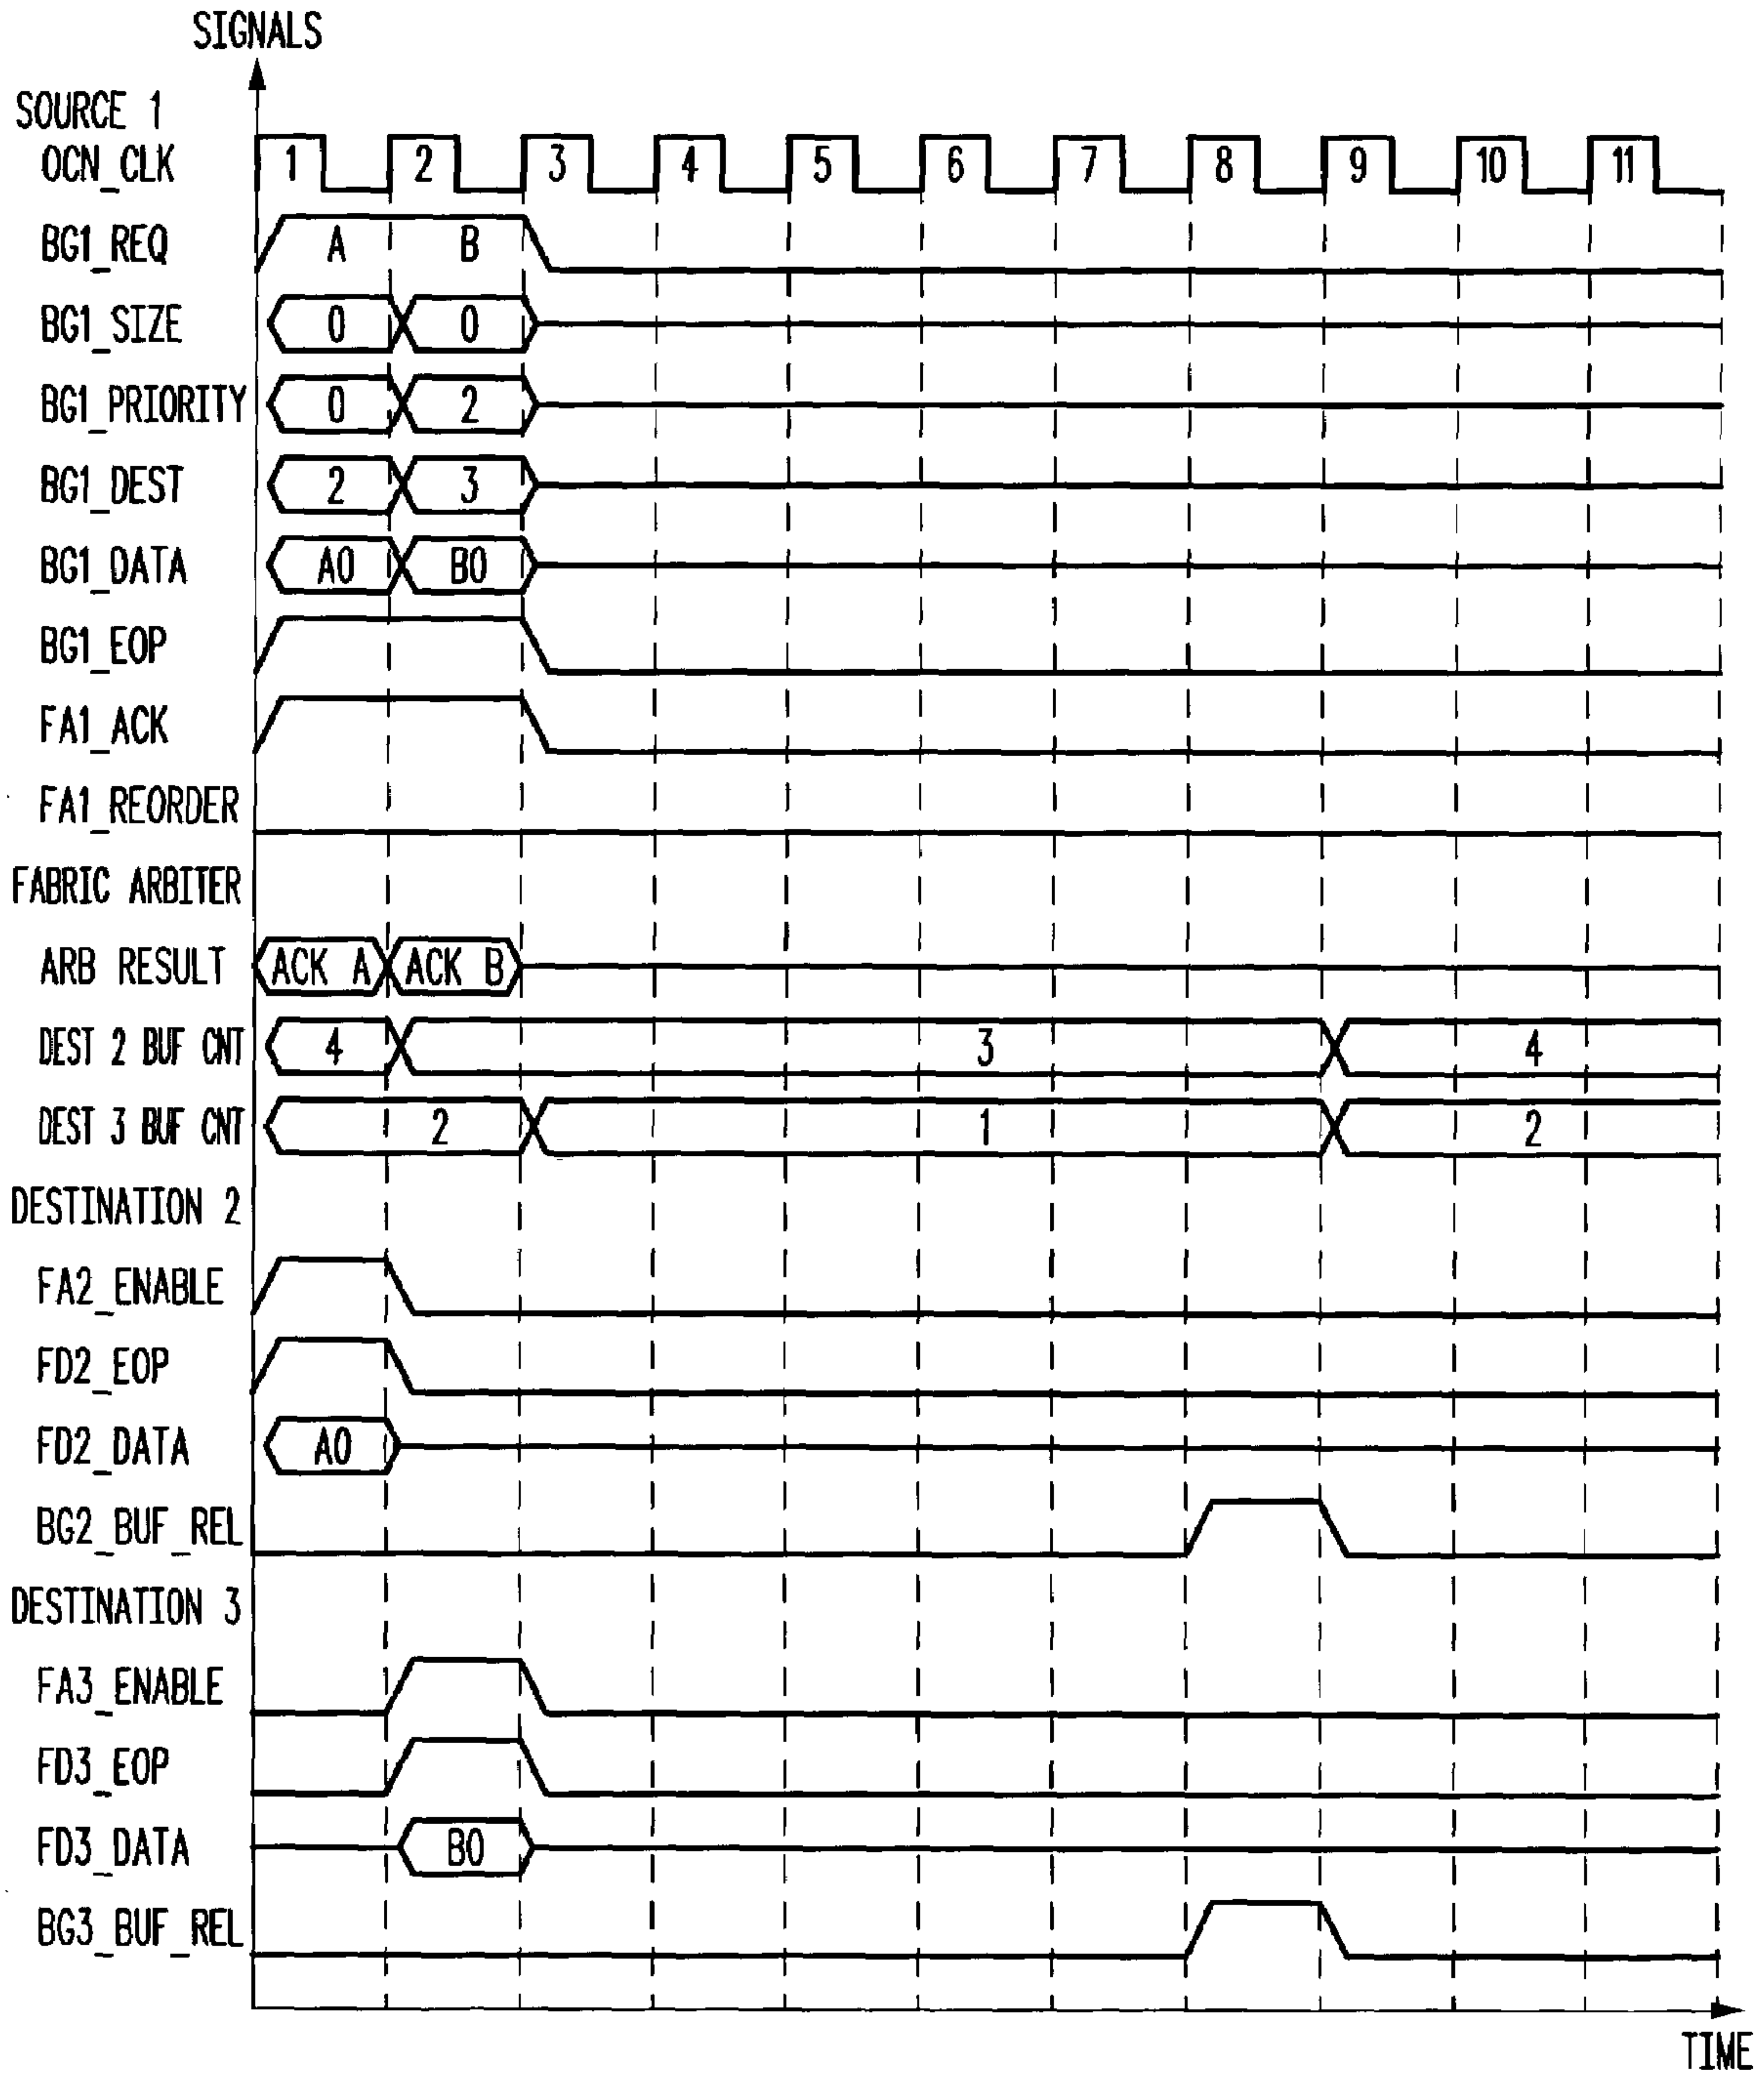 SIGNALS
SOURCE 1
OCN_CLK 1 2 3 4 5 6 7 8 9 10 11
BG1_REQ A B
BG1_SIZE 0 0
BG1_PRIORITY 0 2
BG1_DEST 2 3
BG1_DATA A0 B0
BG1_EOP
FA1_ACK
FA1_REORDER
FABRIC ARBITER
ARB RESULT ACK A ACK B
DEST 2 BUF CNT 4 3 4
DEST 3 BUF CNT 2 1 2
DESTINATION 2
FA2_ENABLE
FD2_EOP
FD2_DATA A0
BG2_BUF_REL
DESTINATION 3
FA3_ENABLE
FD3_EOP
FD3_DATA B0
BG3_BUF_REL
TIME